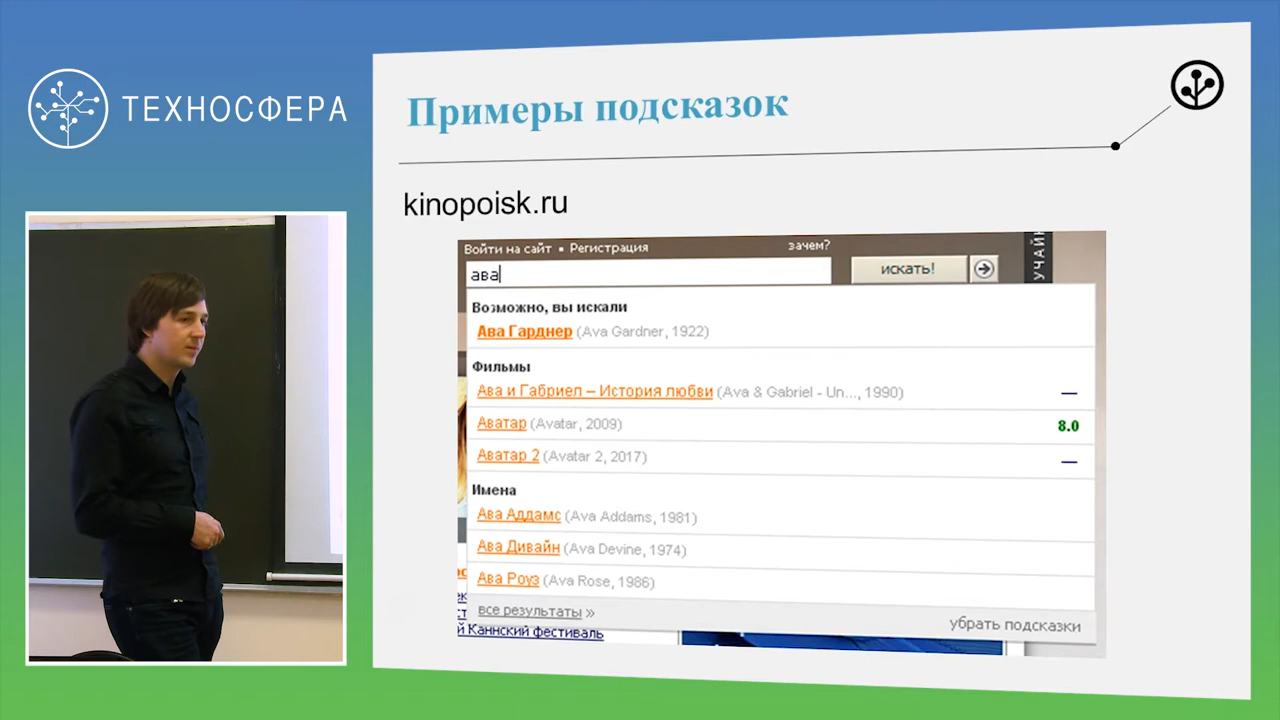 ТЕХНОСФЕРА
Примеры подсказок
kinopoisk.ru
Войти на сайт ▪ Регистрация зачем?
ава искать!
УЧАЙ
Возможно, вы искали
Ава Гарднер (Ava Gardner, 1922)
Фильмы
Ава и Габриел – История любви (Ava & Gabriel - Un..., 1990) —
Аватар (Avatar, 2009) 8.0
Аватар 2 (Avatar 2, 2017) —
Имена
Ава Аддамс (Ava Addams, 1981)
Ава Дивайн (Ava Devine, 1974)
Ава Роуз (Ava Rose, 1986)
все результаты »
убрать подсказки
й Каннский фестиваль